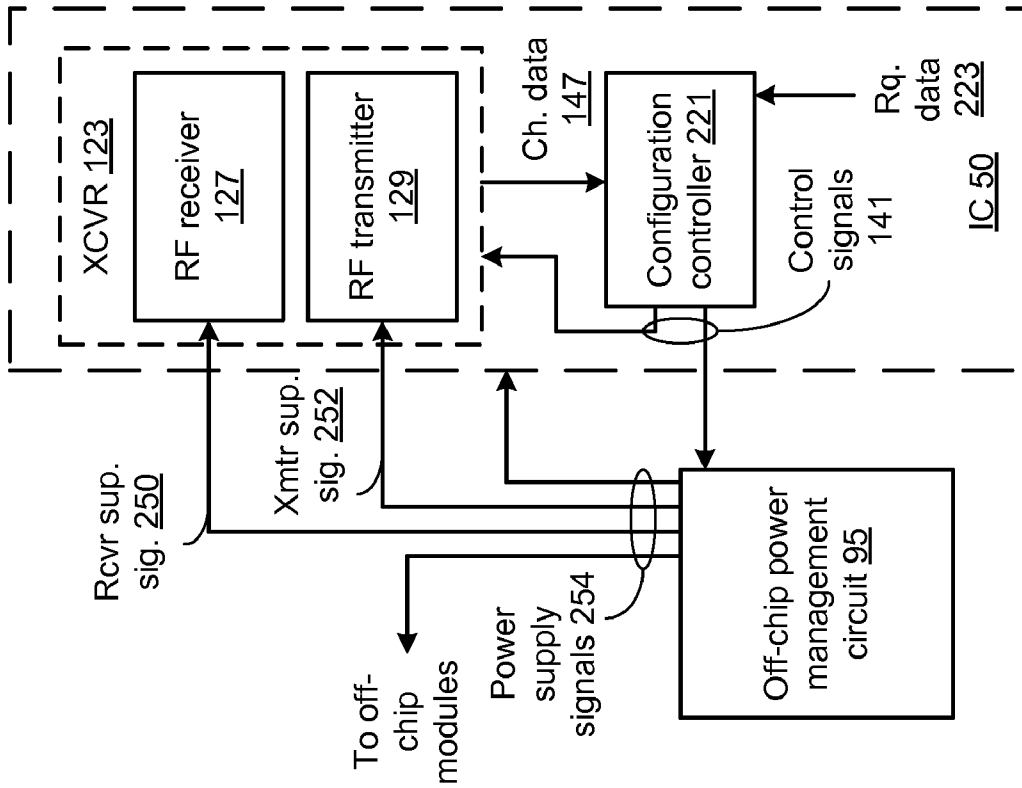 XCVR 123
RF receiver
127
RF transmitter
129
Ch. data
147
Configuration
controller 221
Rq.
data
223
Control
signals
141
IC 50
Rcvr sup.
sig. 250
Xmtr sup.
sig. 252
To off-
chip
modules
Power
supply
signals 254
Off-chip power
management
circuit 95